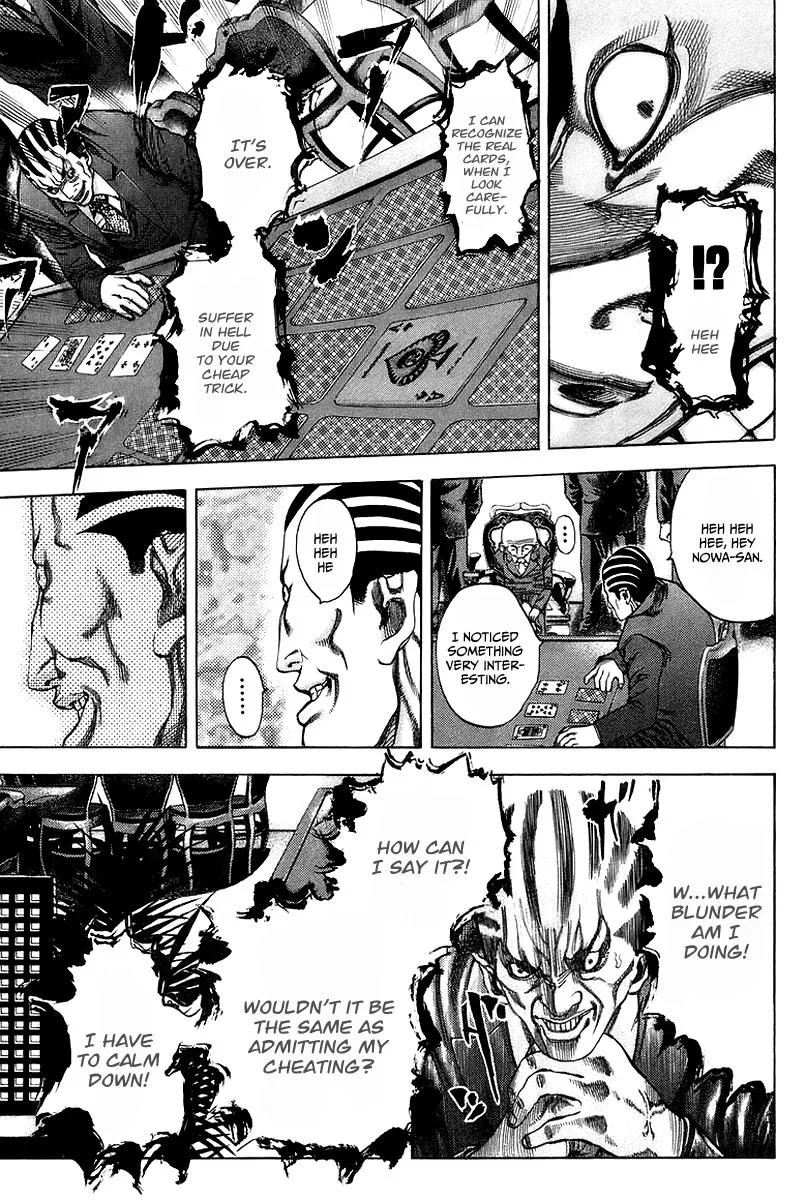 !?
HEH
HEE
I CAN
RECOGNIZE
THE REAL
CARDS,
WHEN I
LOOK
CARE-
FULLY.
IT'S
OVER.
SUFFER
IN HELL
DUE
TO YOUR
CHEAP
TRICK.
HEH HEH
HEE, HEY
NOWA-SAN.
...
I NOTICED
SOMETHING
VERY INTER-
ESTING.
HEH
HEH
HE
.....
W...WHAT
BLUNDER
AM I
DOING!
HOW CAN
I SAY IT?!
WOULDN'T IT BE
THE SAME AS
ADMITTING MY
CHEATING?
I HAVE
TO CALM
DOWN!